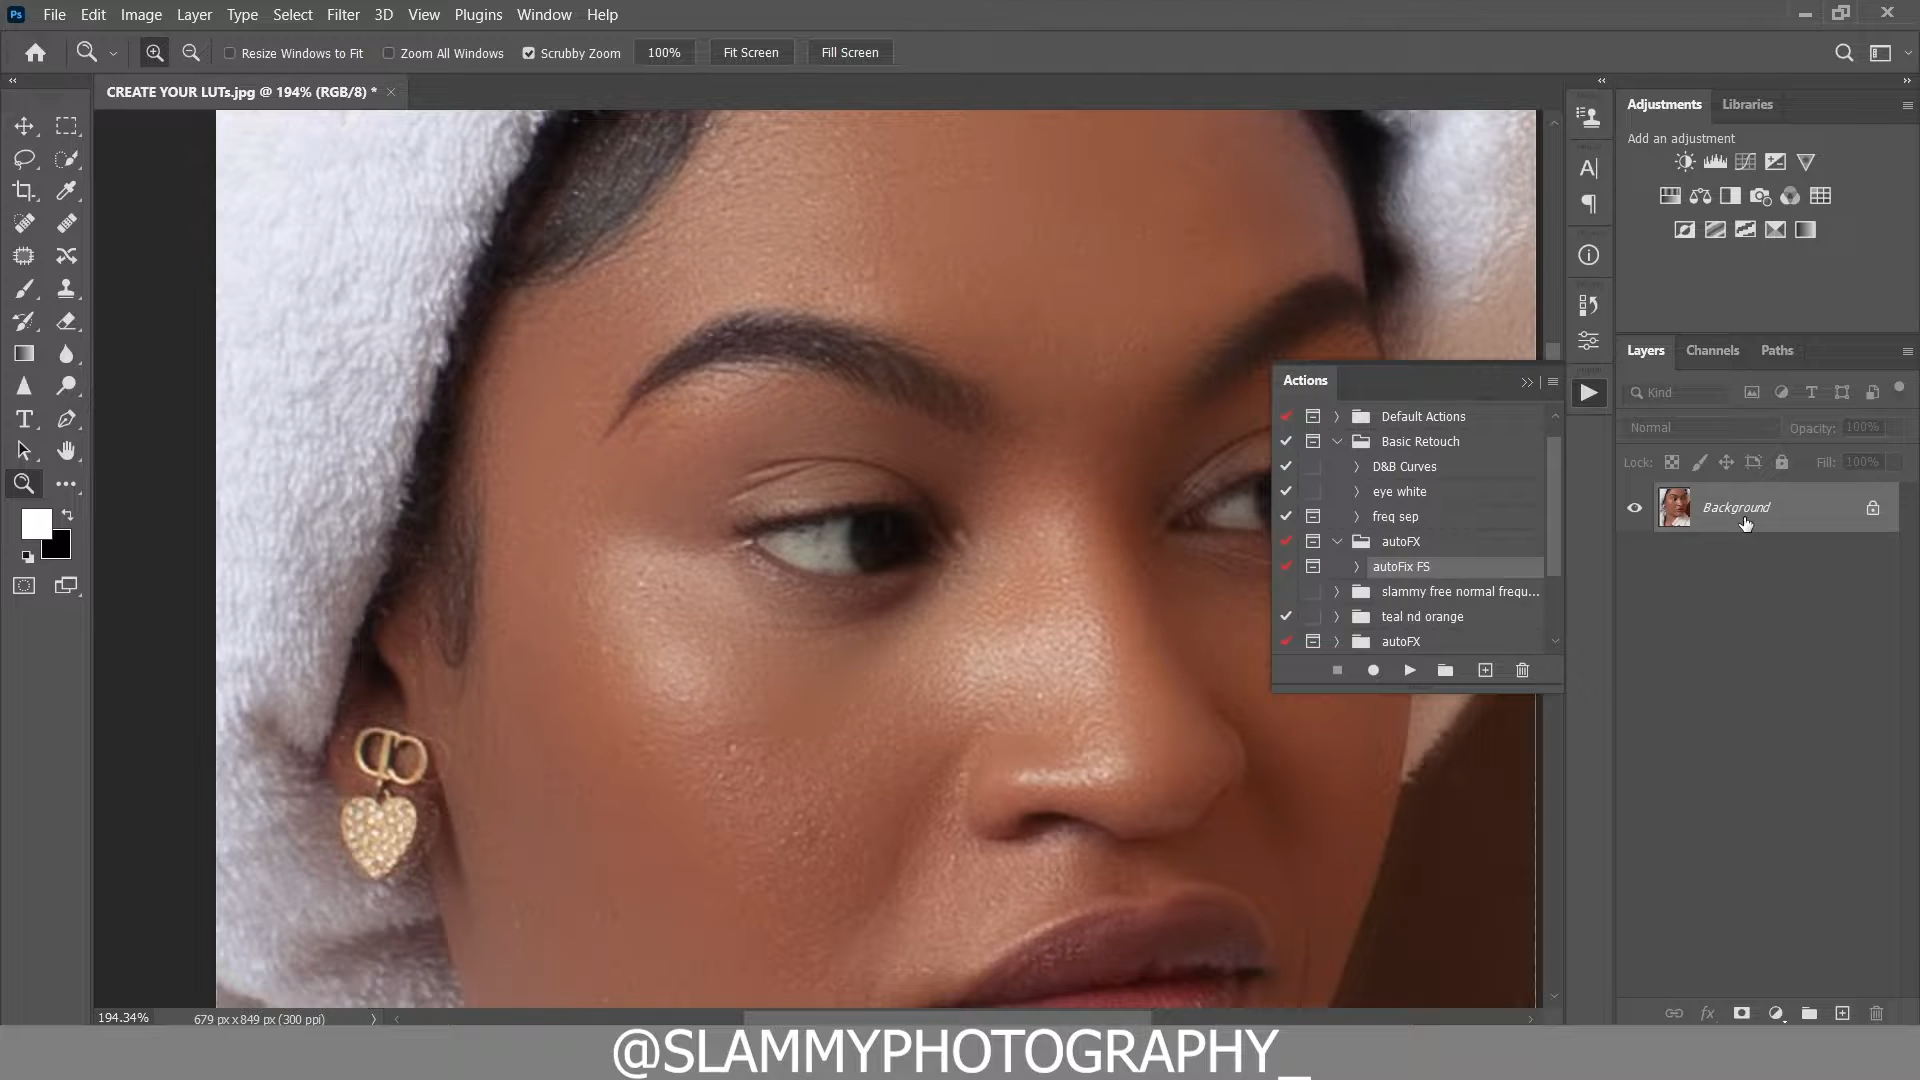 Ps File Edit Image Layer Type Select Filter 3D View Plugins Window Help
Resize Windows to Fit Zoom All Windows Scrubby Zoom 100% Fit Screen Fill Screen
CREATE YOUR LUTs.jpg @ 194% (RGB/8) *
Adjustments Libraries
Add an adjustment
Layers Channels Paths
Kind
Normal Opacity: 100%
Lock: Fill: 100%
Background
Actions
Default Actions
Basic Retouch
D&B Curves
eye white
freq sep
autoFX
autoFix FS
slammy free normal frequ...
teal nd orange
autoFX
194.34% 679 px x 849 px (300 ppi)
@SLAMMYPHOTOGRAPHY_